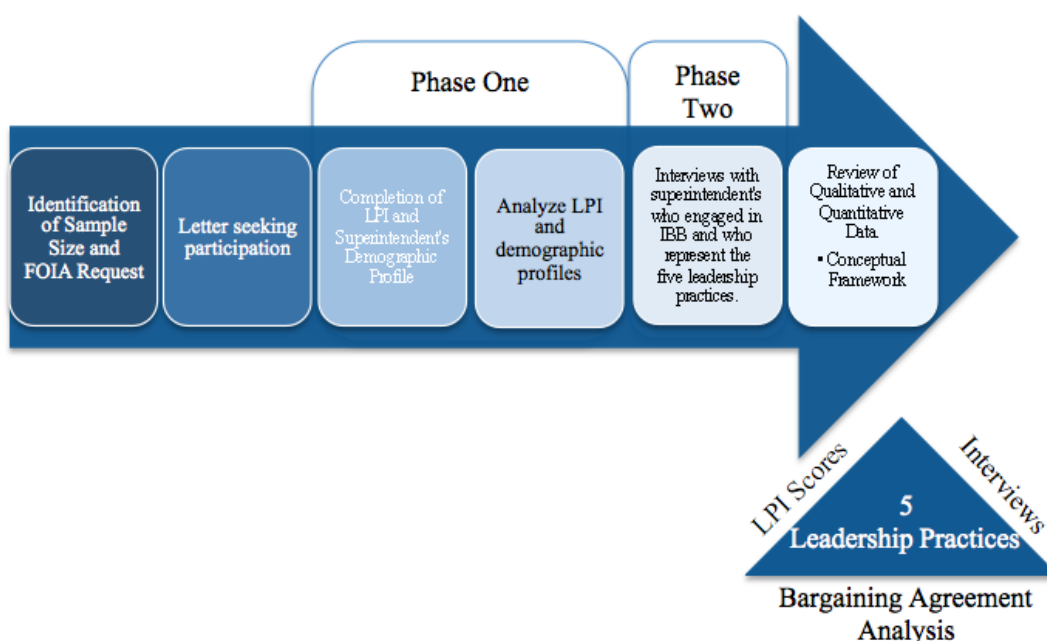 Phase One
Phase
Two
Identification
of Sample
Size and
FOIA Request
Letter seeking
participation
Completion of
LPI and
Superintendent's
Demographic
Profile
Analyze LPI
and
demographic
profiles
Interviews with
superintendent's
who engaged in
IBB and who
represent the
five leadership
practices.
Review of
Qualitative and
Quantitative
Data
▪ Conceptual
Framework
LPI Scores
Interviews
5
Leadership Practices
Bargaining Agreement
Analysis